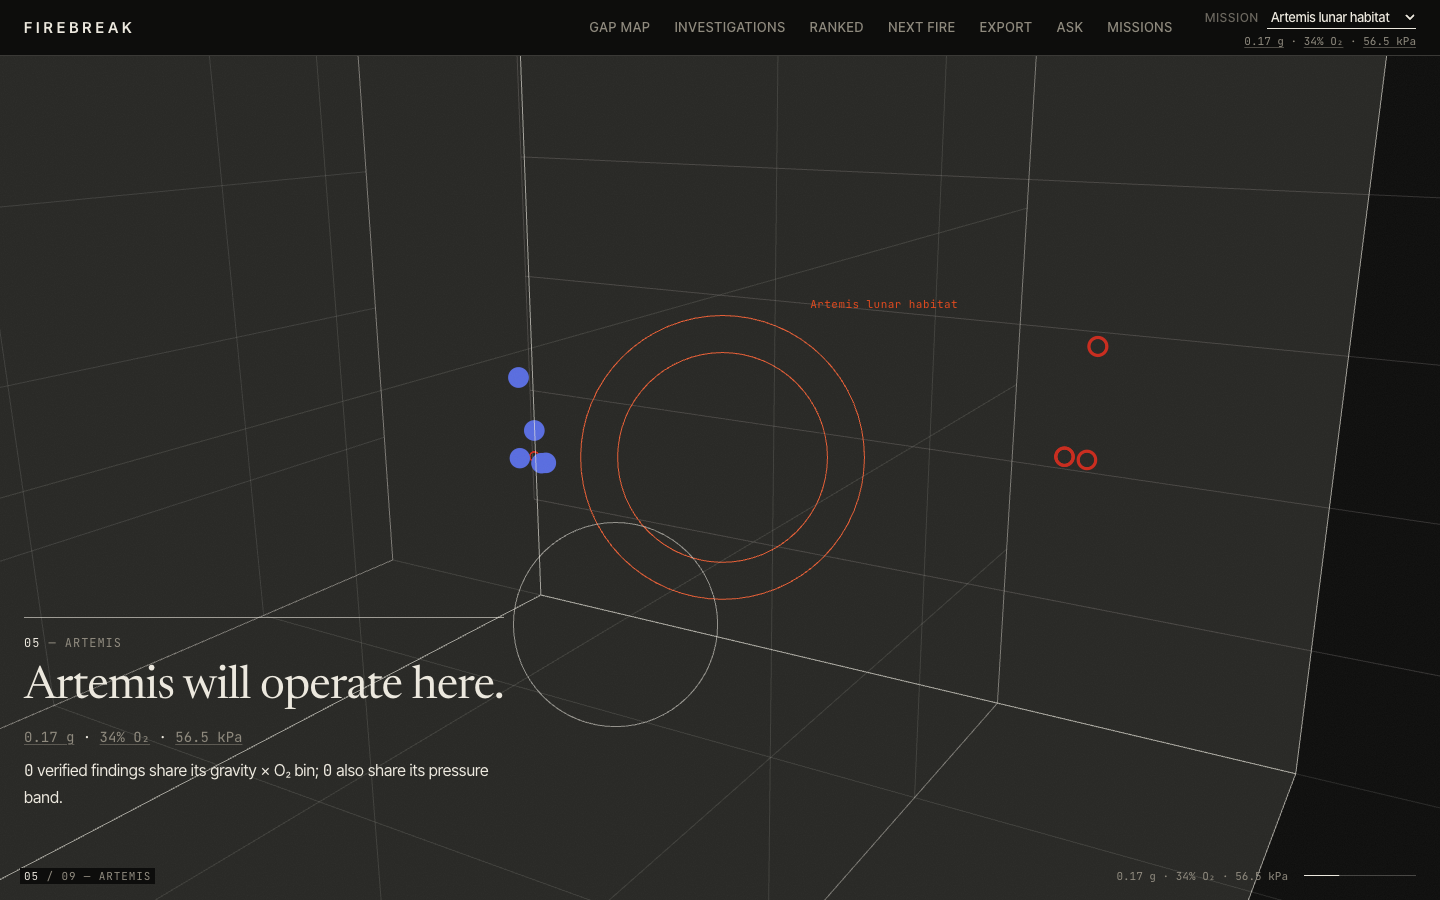 FIREBREAK
GAP MAP
INVESTIGATIONS
RANKED
NEXT FIRE
EXPORT
ASK
MISSIONS
MISSION Artemis lunar habitat
0.17 g · 34% O₂ · 56.5 kPa
Artemis lunar habitat
05 — ARTEMIS
Artemis will operate here.
0.17 g · 34% O₂ · 56.5 kPa
0 verified findings share its gravity × O₂ bin; 0 also share its pressure
band.
05 / 09 — ARTEMIS
0.17 g · 34% O₂ · 56.5 kPa